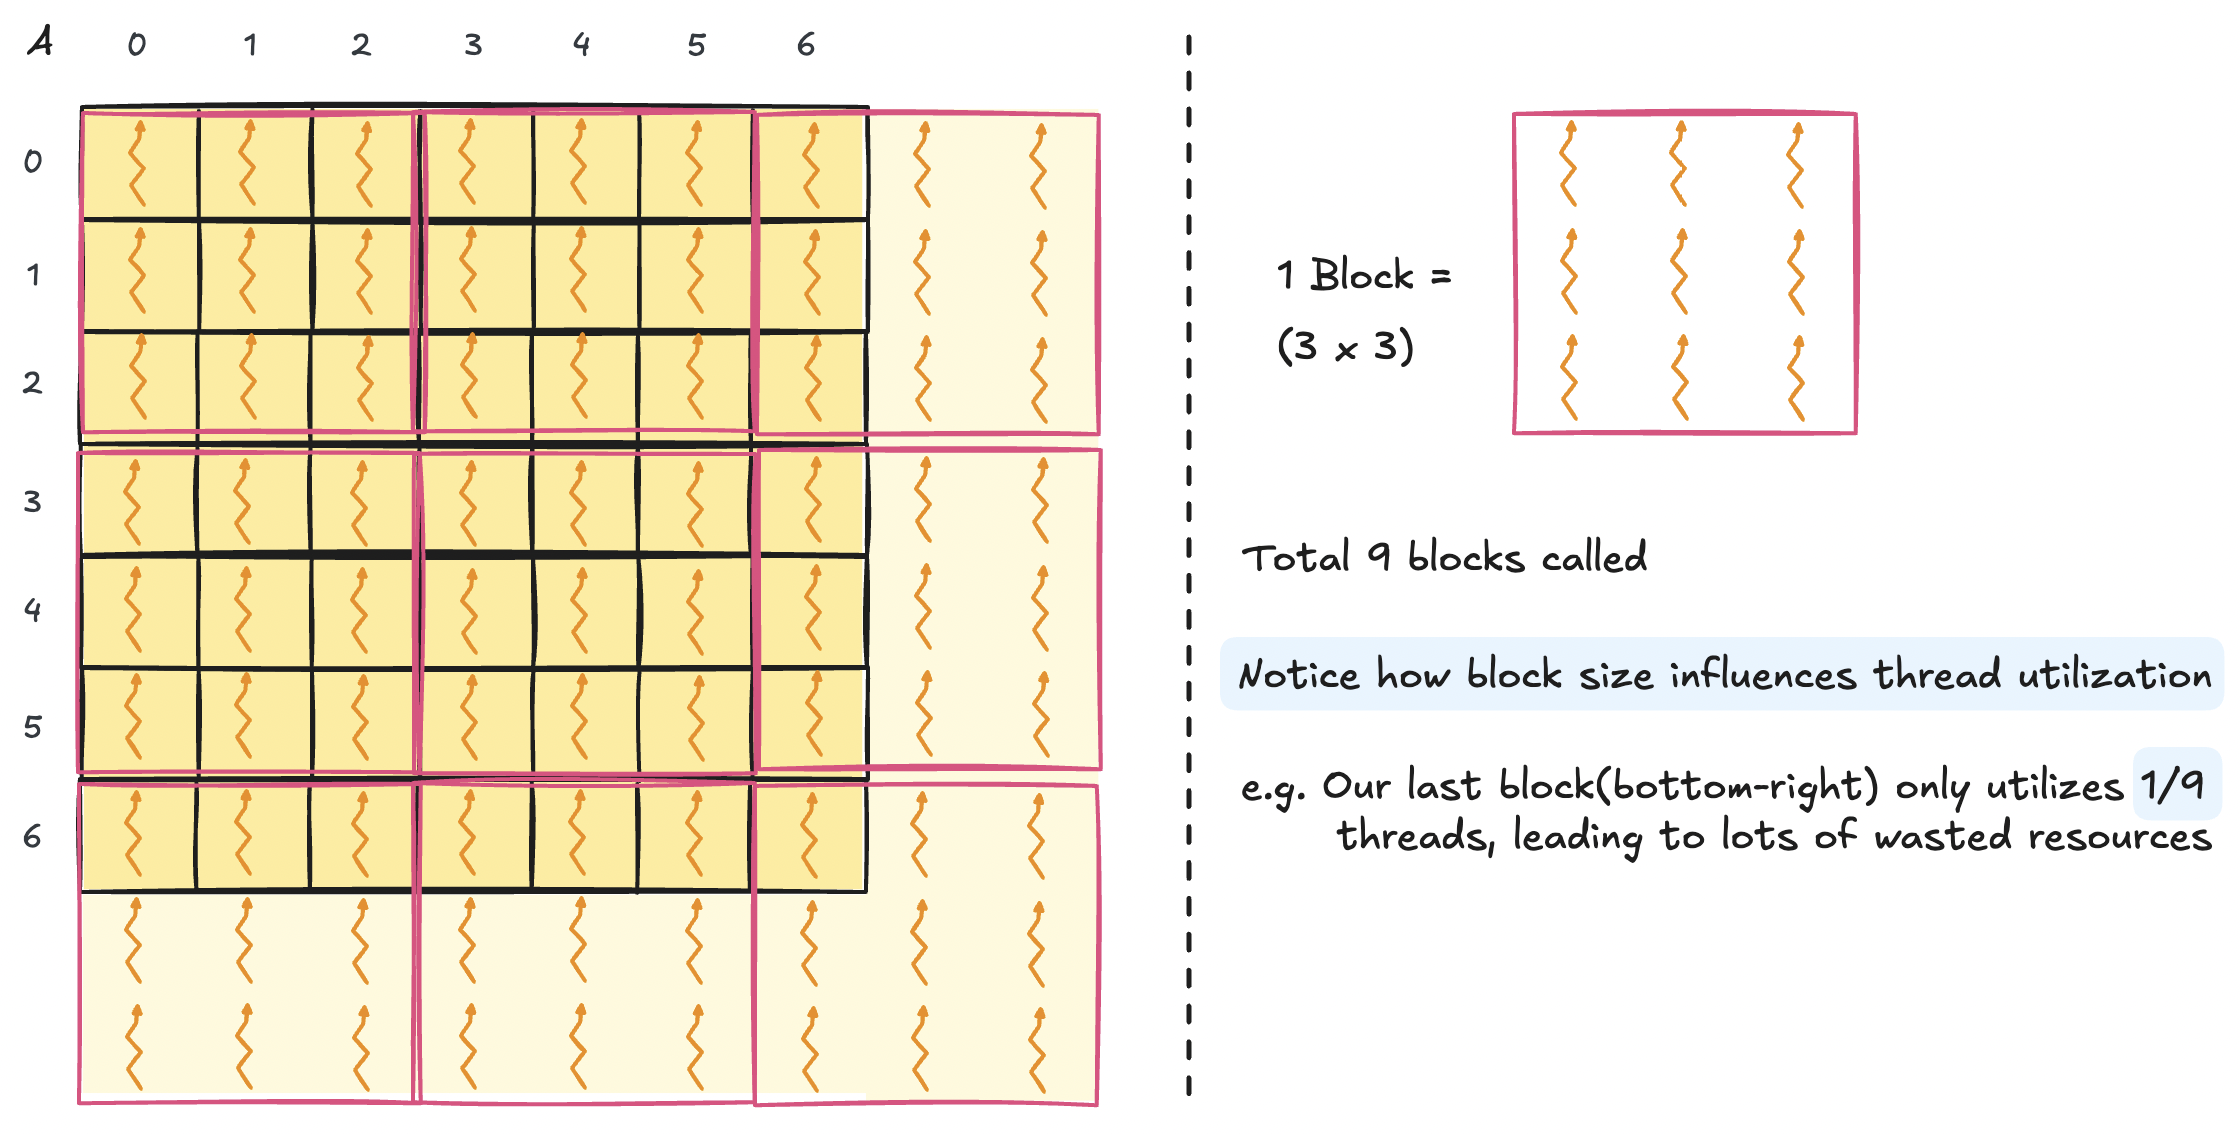 A 0 1 2 3 4 5 6
0
1
2
3
4
5
6
1 Block =
(3 x 3)
Total 9 blocks called
Notice how block size influences thread utilization
e.g. Our last block(bottom-right) only utilizes 1/9
threads, leading to lots of wasted resources